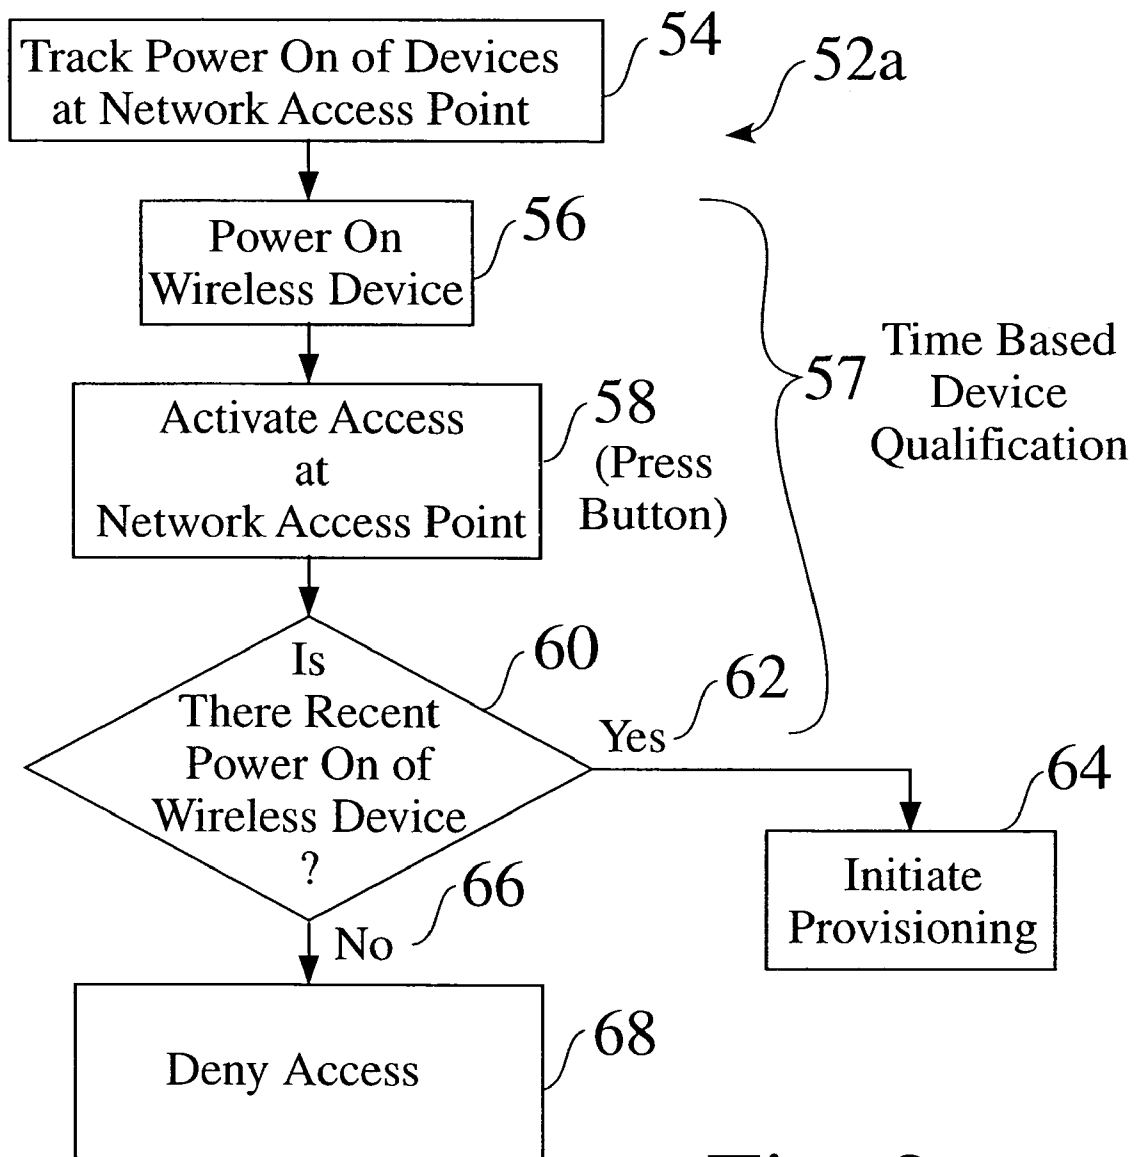 Track Power On of Devices
at Network Access Point
54
52a
Power On
Wireless Device
56
Activate Access
at
Network Access Point
58
(Press
Button)
57
Time Based
Device
Qualification
Is
There Recent
Power On of
Wireless Device
?
60
Yes
62
64
Initiate
Provisioning
No
66
Deny Access
68